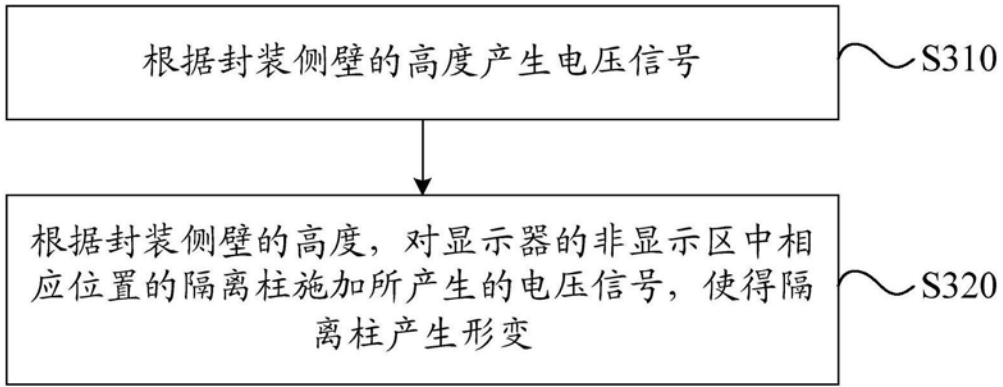 根据封装侧壁的高度产生电压信号
S310
根据封装侧壁的高度，对显示器的非显示区中相
应位置的隔离柱施加所产生的电压信号，使得隔
离柱产生形变
S320